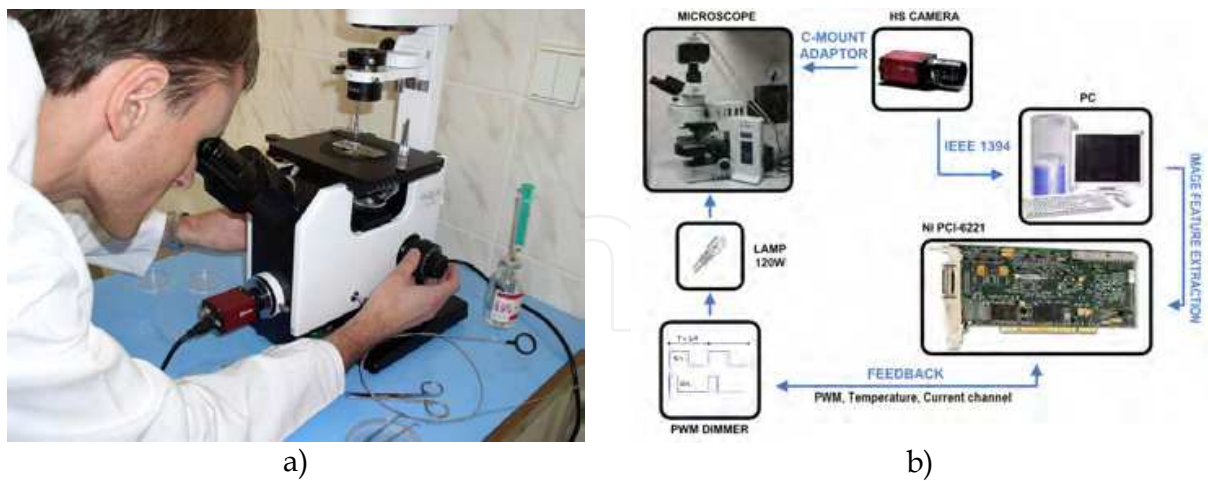 MICROSCOPE
HS CAMERA
C-MOUNT
ADAPTOR
PC
IEEE 1394
IMAGE FEATURE EXTRACTION
NI PCI-6221
LAMP
120W
FEEDBACK
PWM, Temperature, Current channel
PWM DIMMER
a)
b)